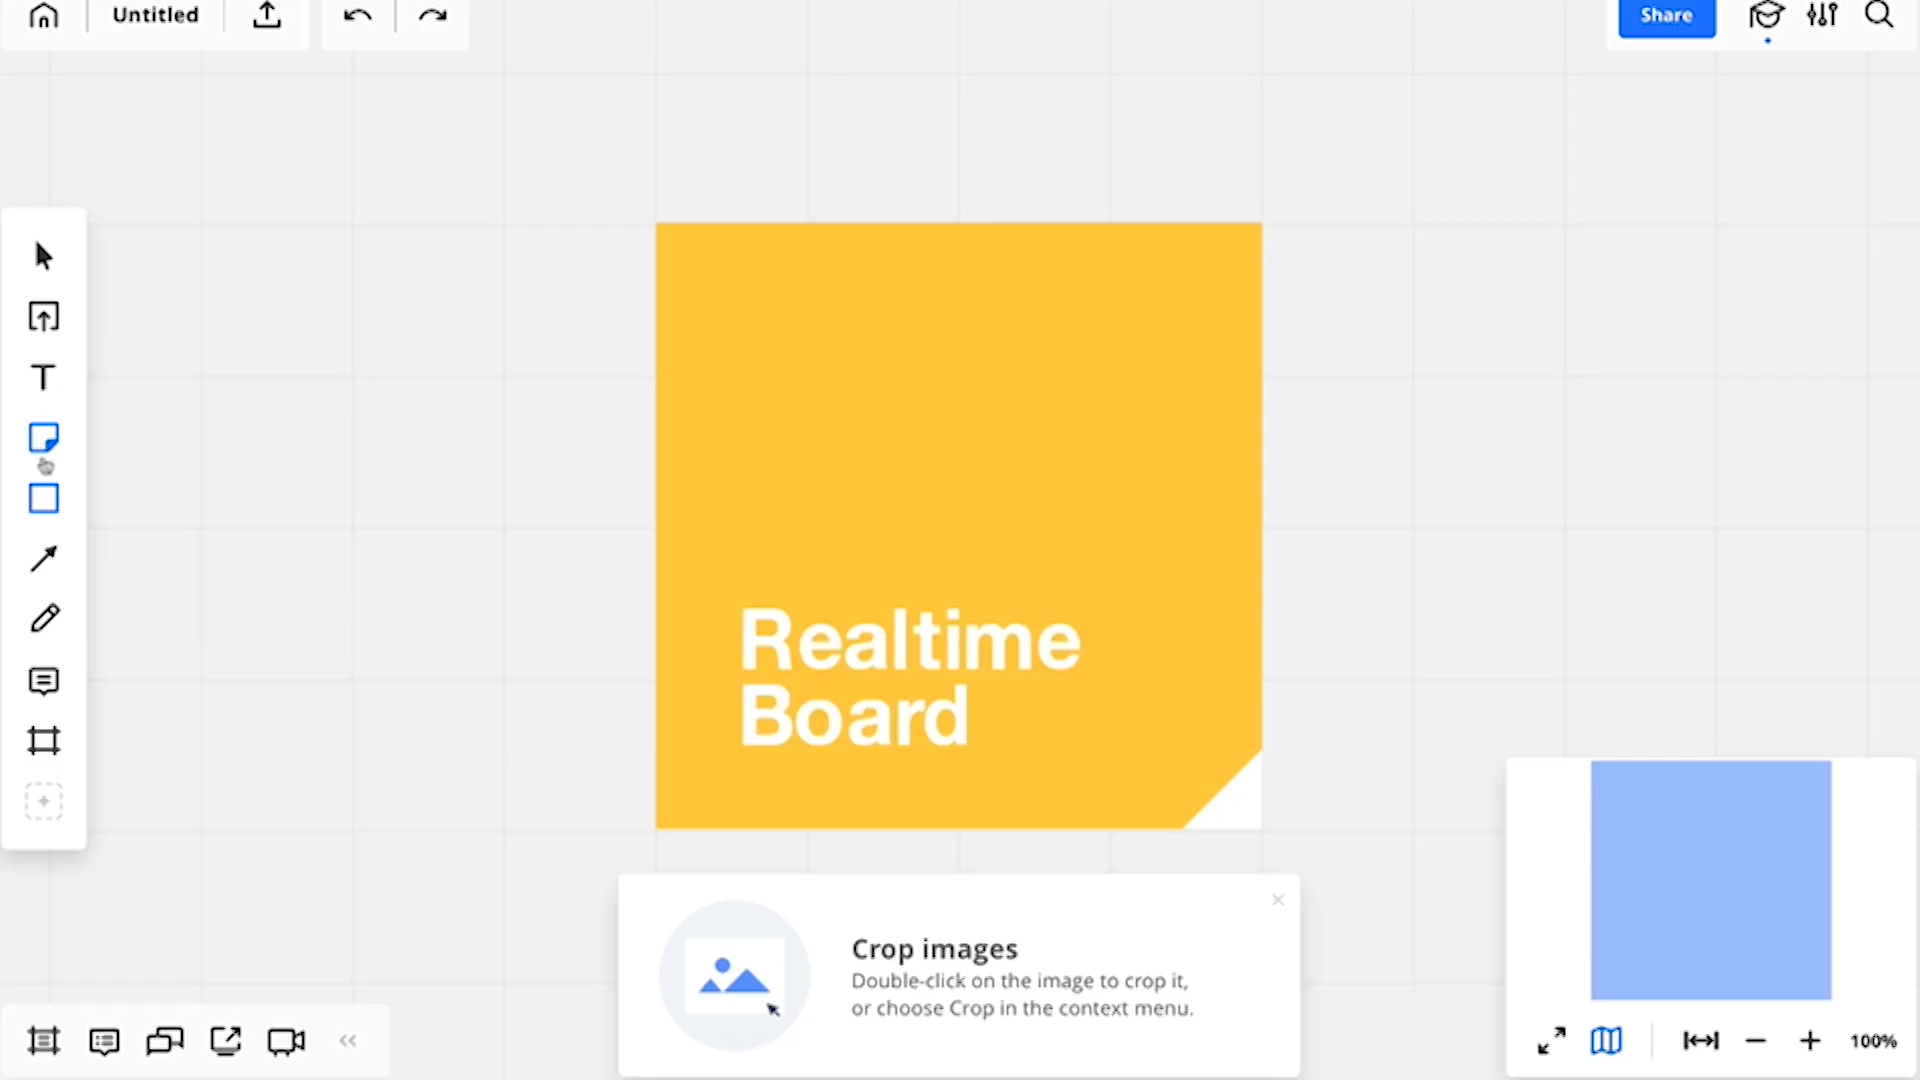 Untitled
Share
T
Realtime
Board
Crop images
Double-click on the image to crop it,
or choose Crop in the context menu.
100%